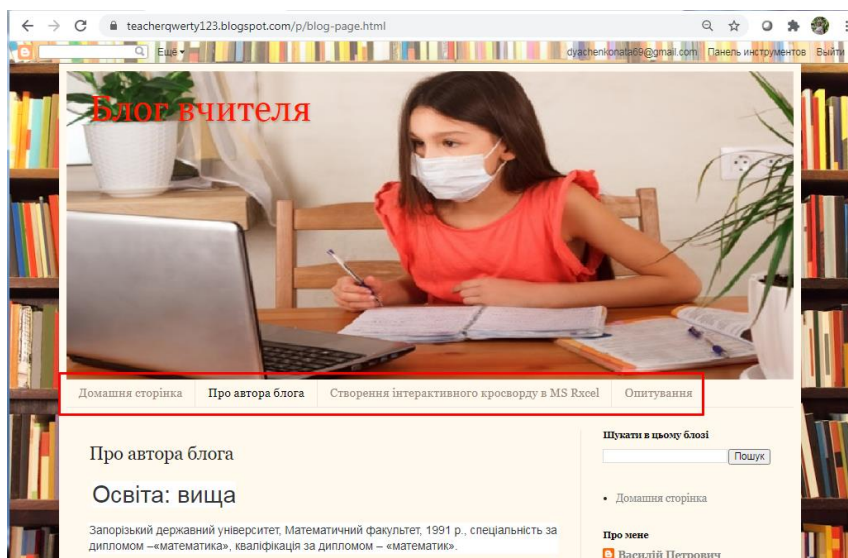 teacherqwerty123.blogspot.com/p/blog-page.html
Ещё
dyachenkonata69@gmail.com Панель инструментов Выйти
Блог вчителя
Домашня сторінка Про автора блога Створення інтерактивного кросворду в MS Rxcel Опитування
Про автора блога
Освіта: вища
Запорізький державний університет, Математичний факультет, 1991 р., спеціальність за
дипломом –«математика», кваліфікація за дипломом – «математик».
Шукати в цьому блозі
Пошук
Домашня сторінка
Про мене
Василій Петрович